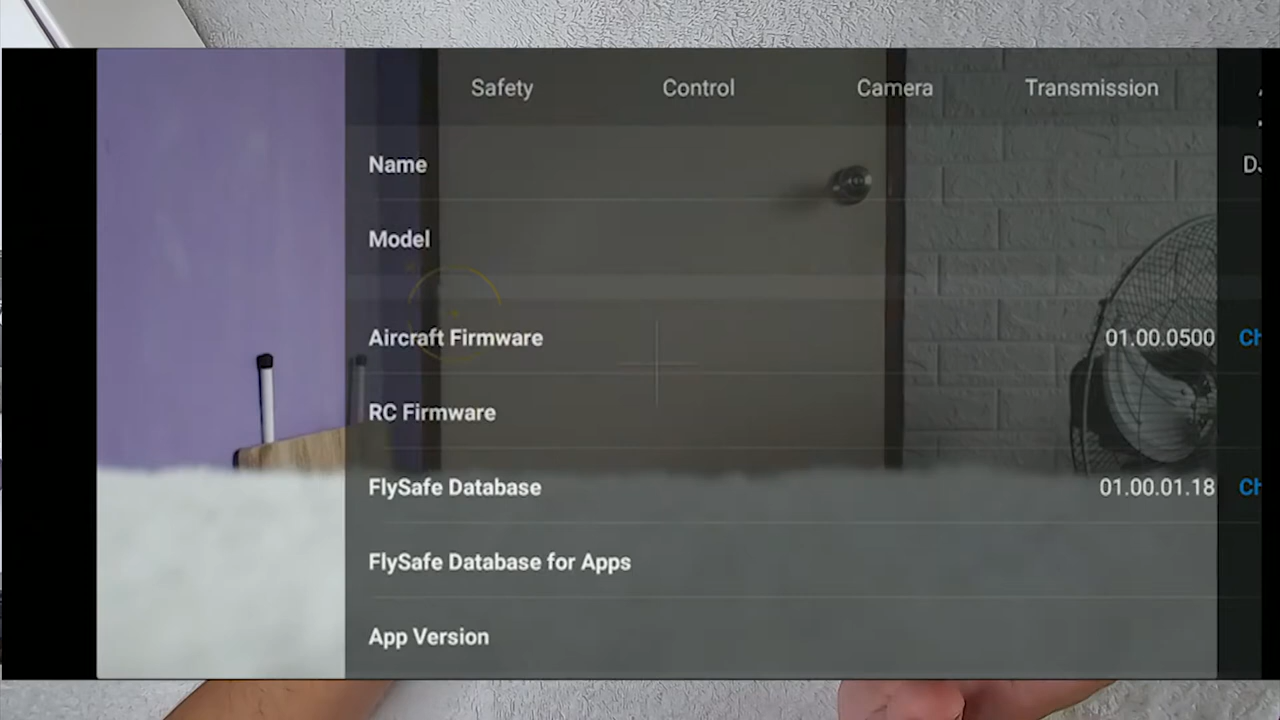 Safety Control Camera Transmission
Name
Model
Aircraft Firmware 01.00.0500
RC Firmware
FlySafe Database 01.00.01.18
FlySafe Database for Apps
App Version